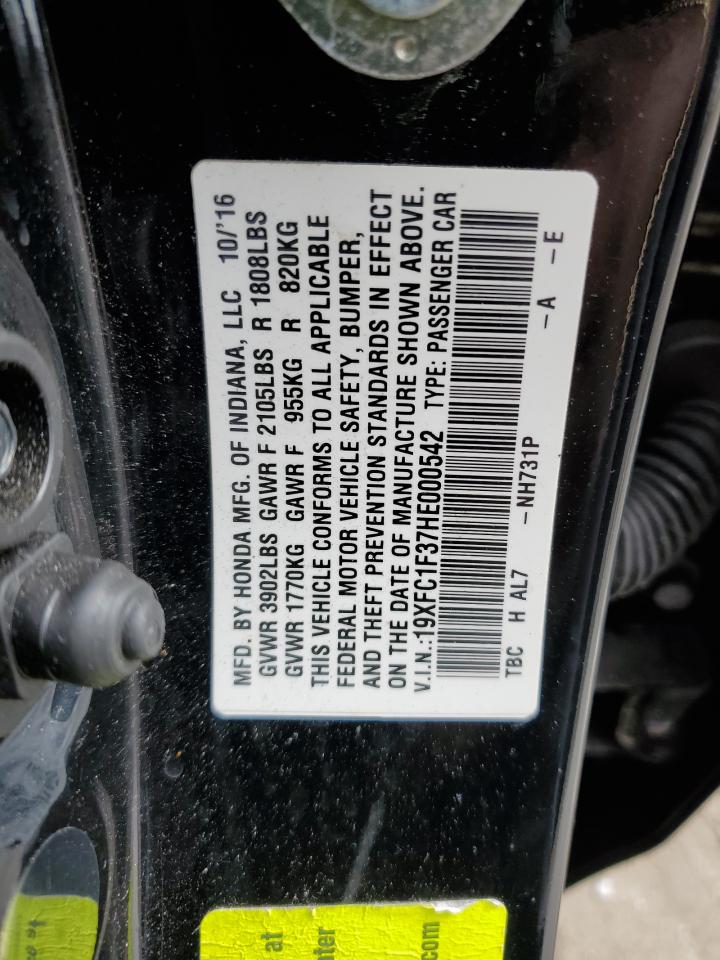 MFD. BY HONDA MFG. OF INDIANA, LLC 10/'16
GVWR 3902LBS GAWR F 2105LBS R 1808LBS
GVWR 1770KG GAWR F 955KG R 820KG
THIS VEHICLE CONFORMS TO ALL APPLICABLE
FEDERAL MOTOR VEHICLE SAFETY, BUMPER,
AND THEFT PREVENTION STANDARDS IN EFFECT
ON THE DATE OF MANUFACTURE SHOWN ABOVE.
V.I.N.:19XFC1F37HE000542 TYPE: PASSENGER CAR
TBC H AL7 -NH731P -A -E
at
.com